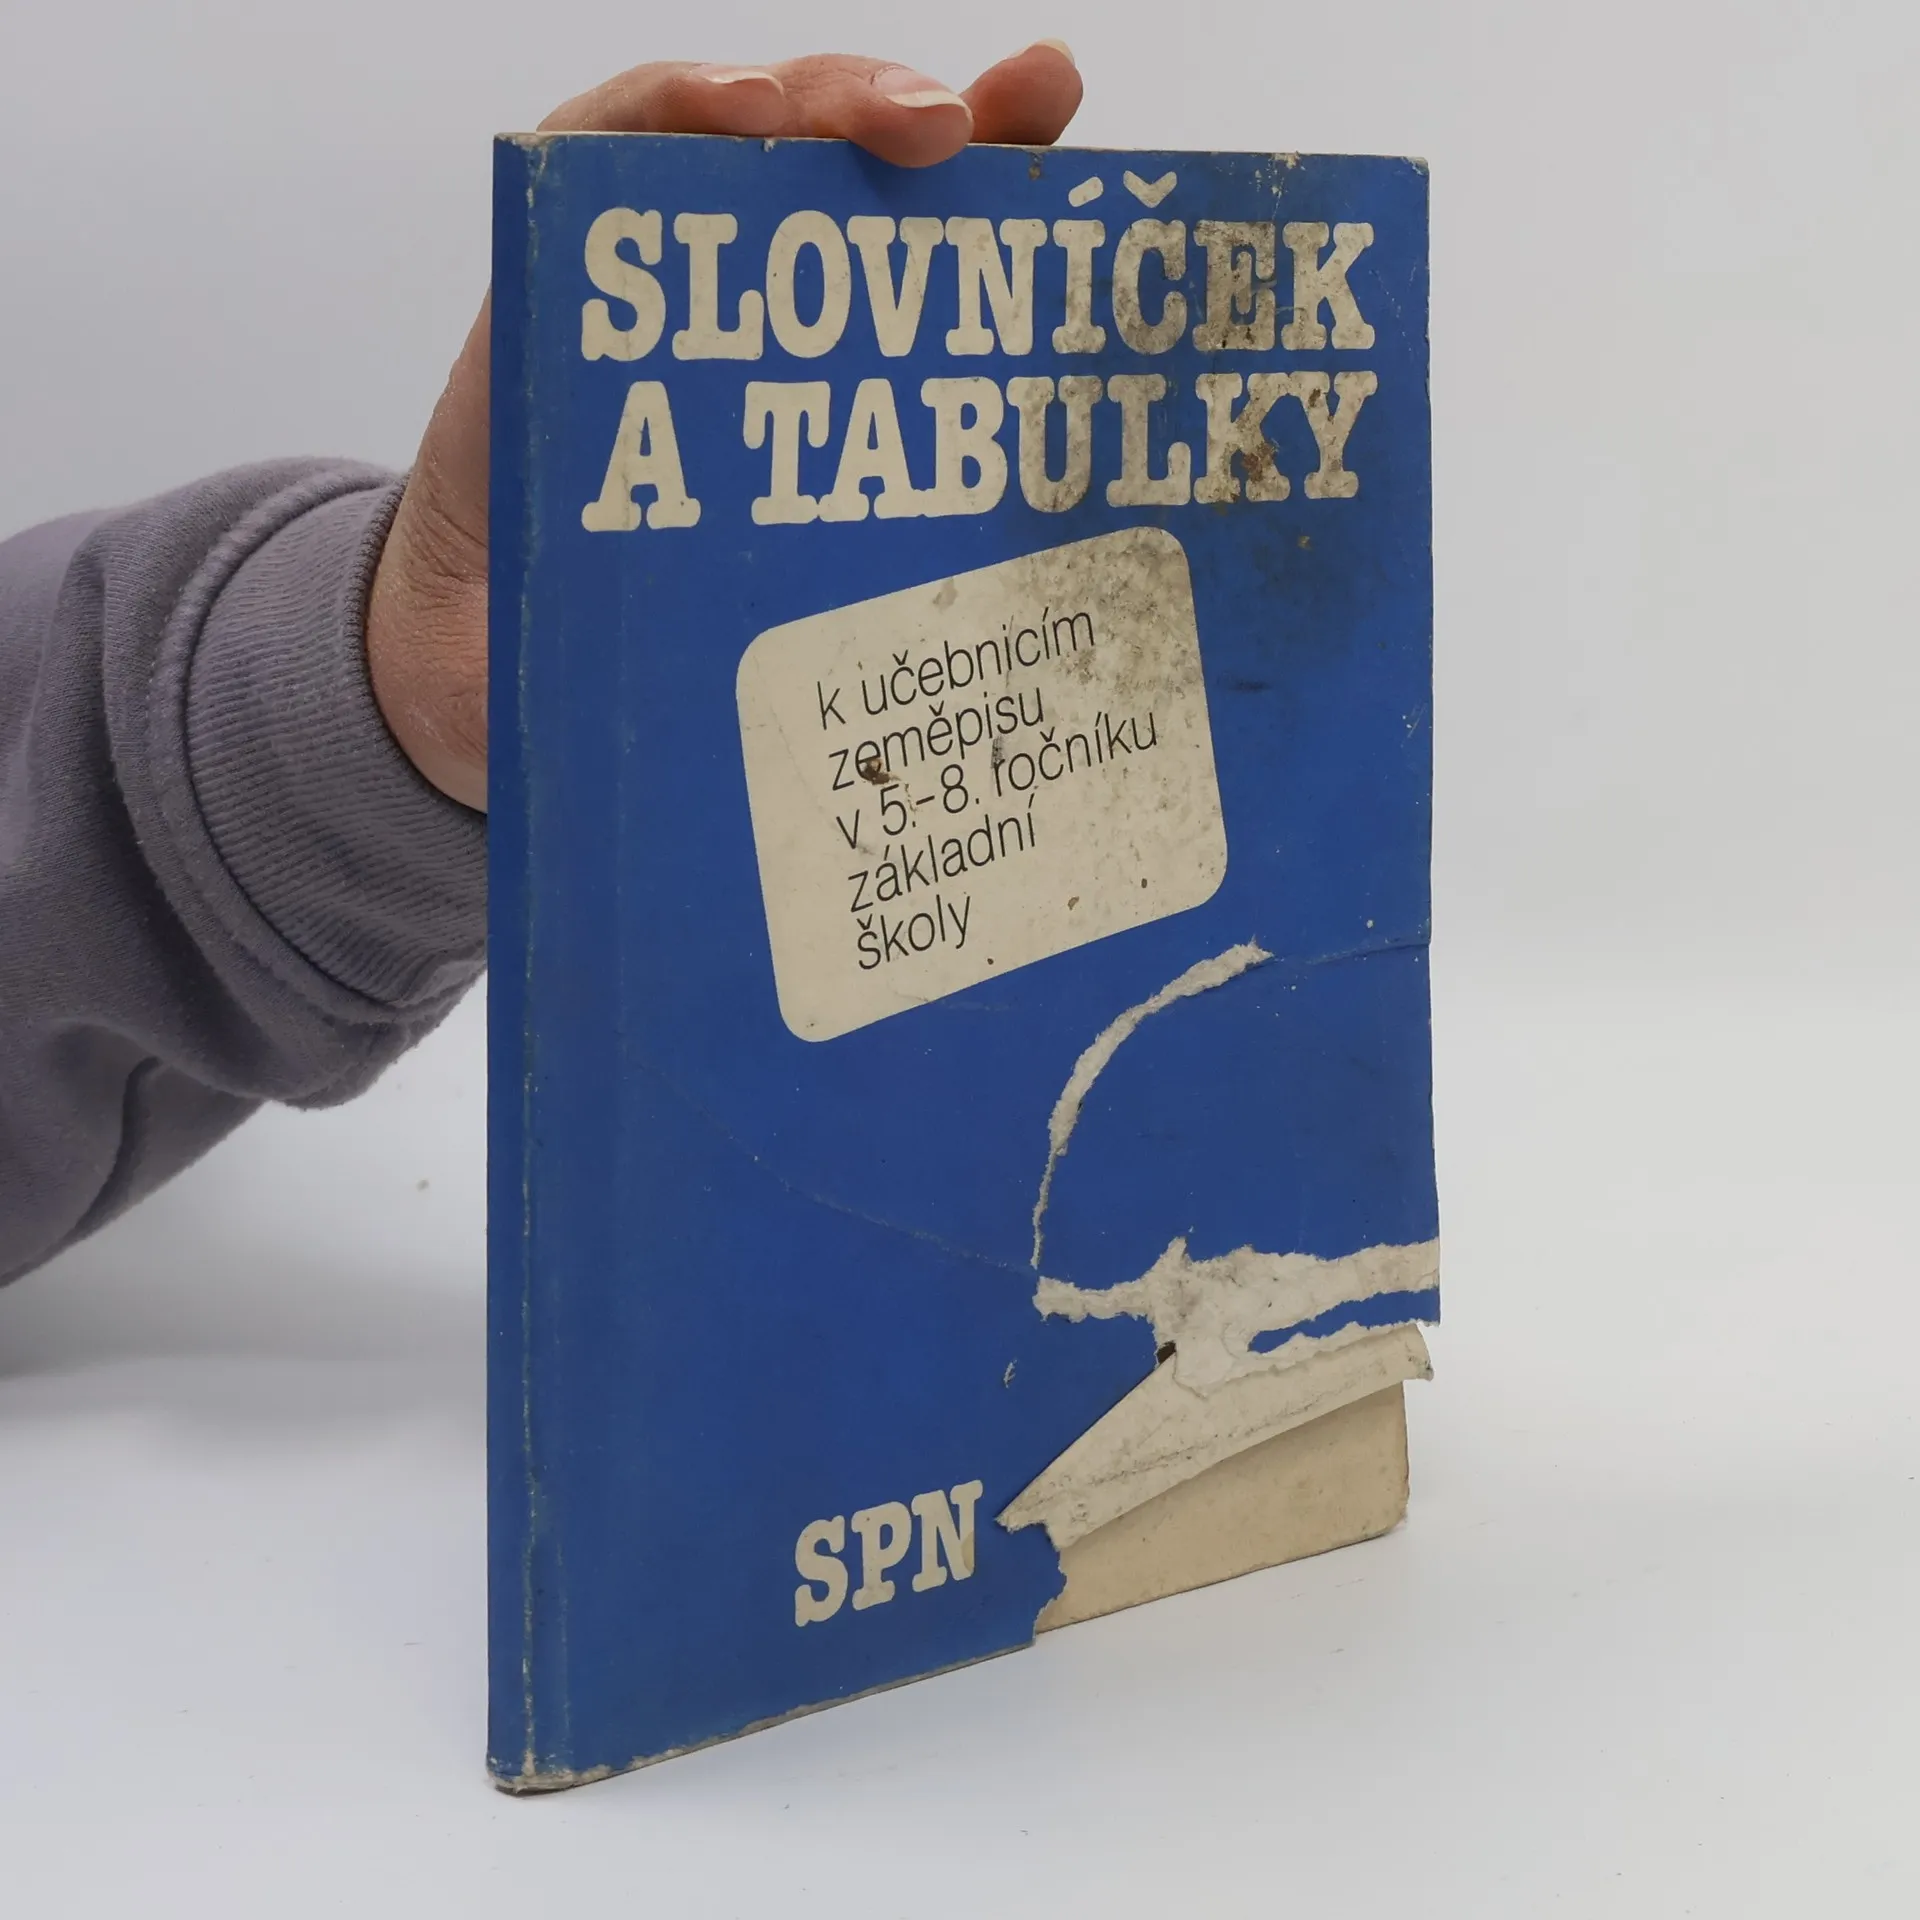 SLOVNÍČEK
A TABULKY
k učebnicím
zeměpisu
v 5.-8. ročníku
základní
školy
SPN